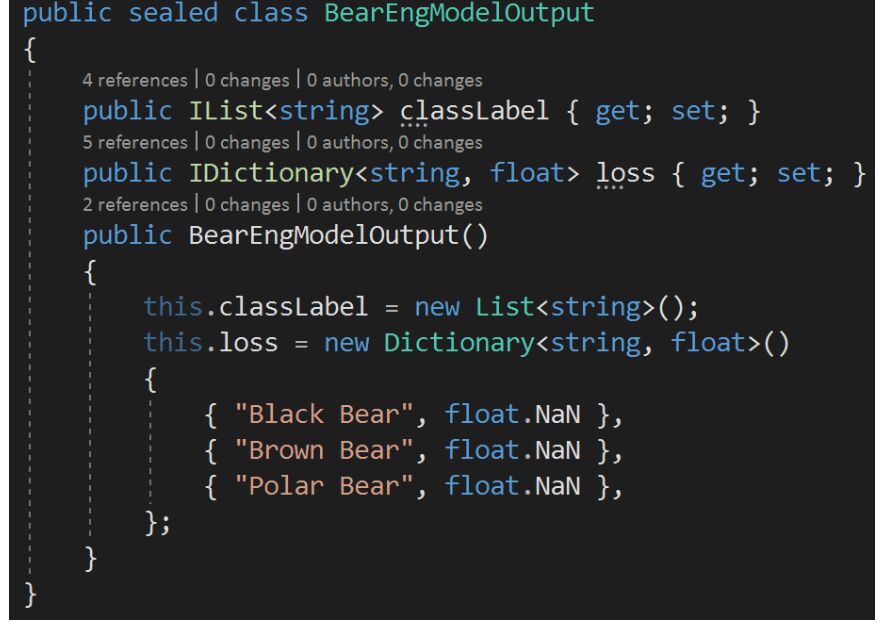 public sealed class BearEngModelOutput
{
4 references | 0 changes | 0 authors, 0 changes
public IList<string> classLabel { get; set; }
5 references | 0 changes | 0 authors, 0 changes
public IDictionary<string, float> loss { get; set; }
2 references | 0 changes | 0 authors, 0 changes
public BearEngModelOutput()
{
this.classLabel = new List<string>();
this.loss = new Dictionary<string, float>()
{
{ "Black Bear", float.NaN },
{ "Brown Bear", float.NaN },
{ "Polar Bear", float.NaN },
};
}
}